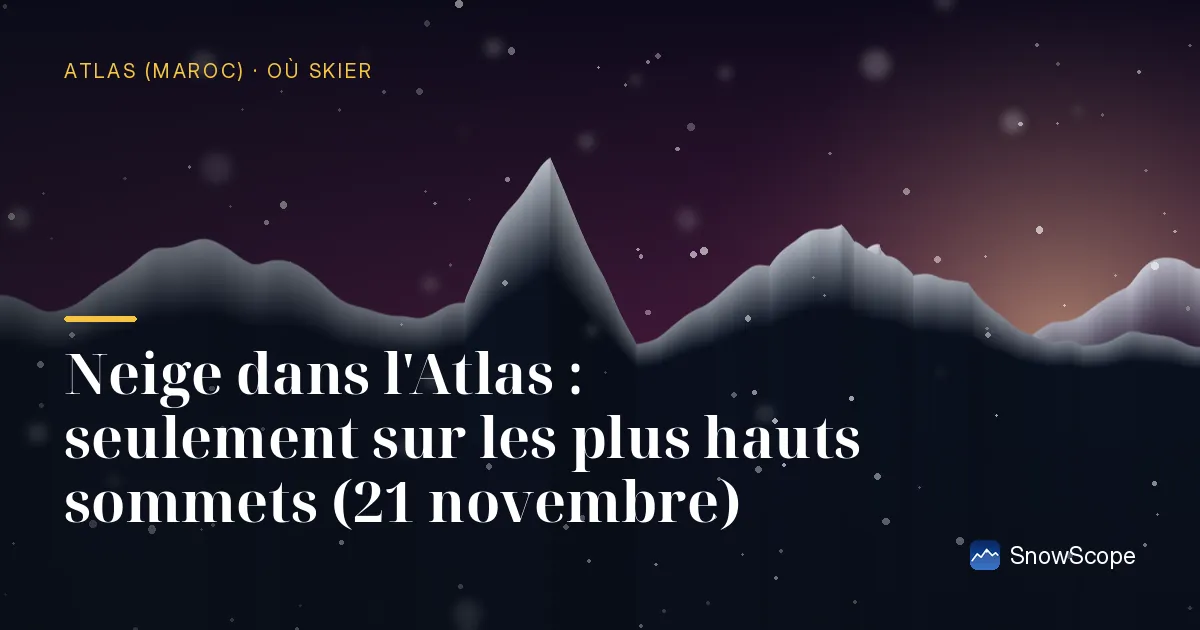 ATLAS (MAROC) · OÙ SKIER
Neige dans l'Atlas :
seulement sur les plus hauts
sommets (21 novembre)
SnowScope